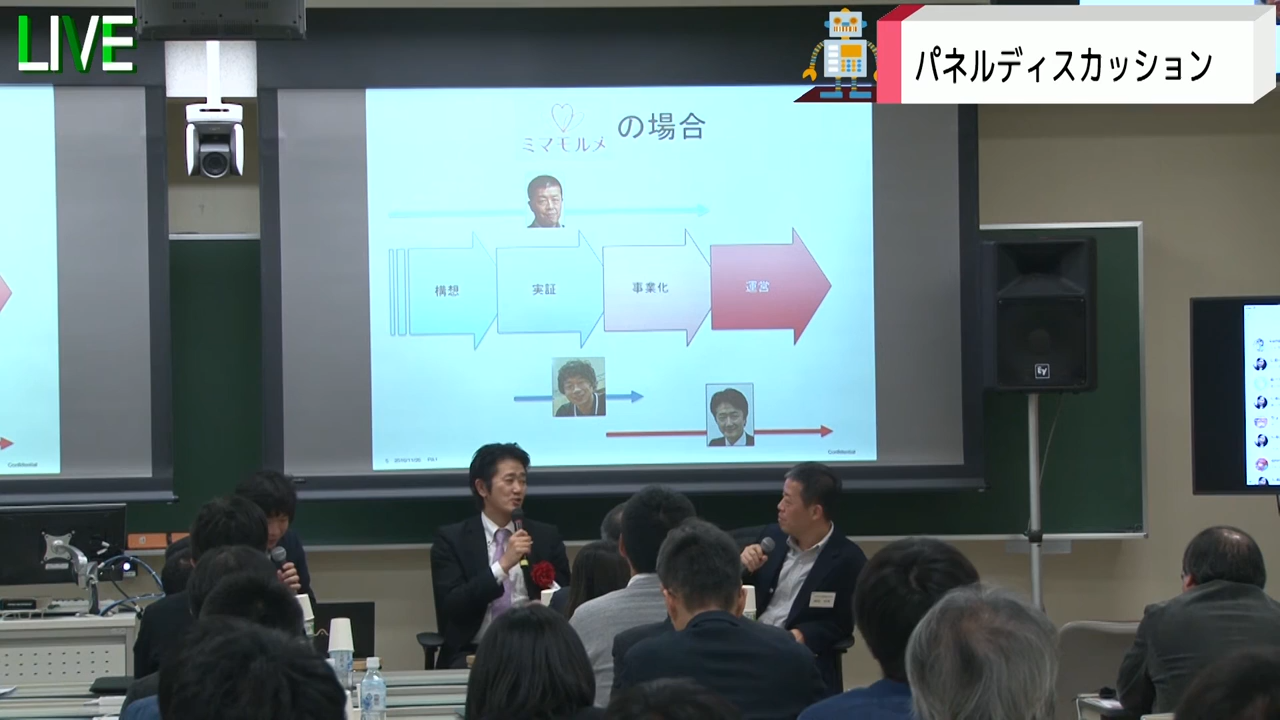 LIVE
パネルディスカッション
ミマモルメ の場合
構想
実証
事業化
運営
Confidential
Confidential
EV